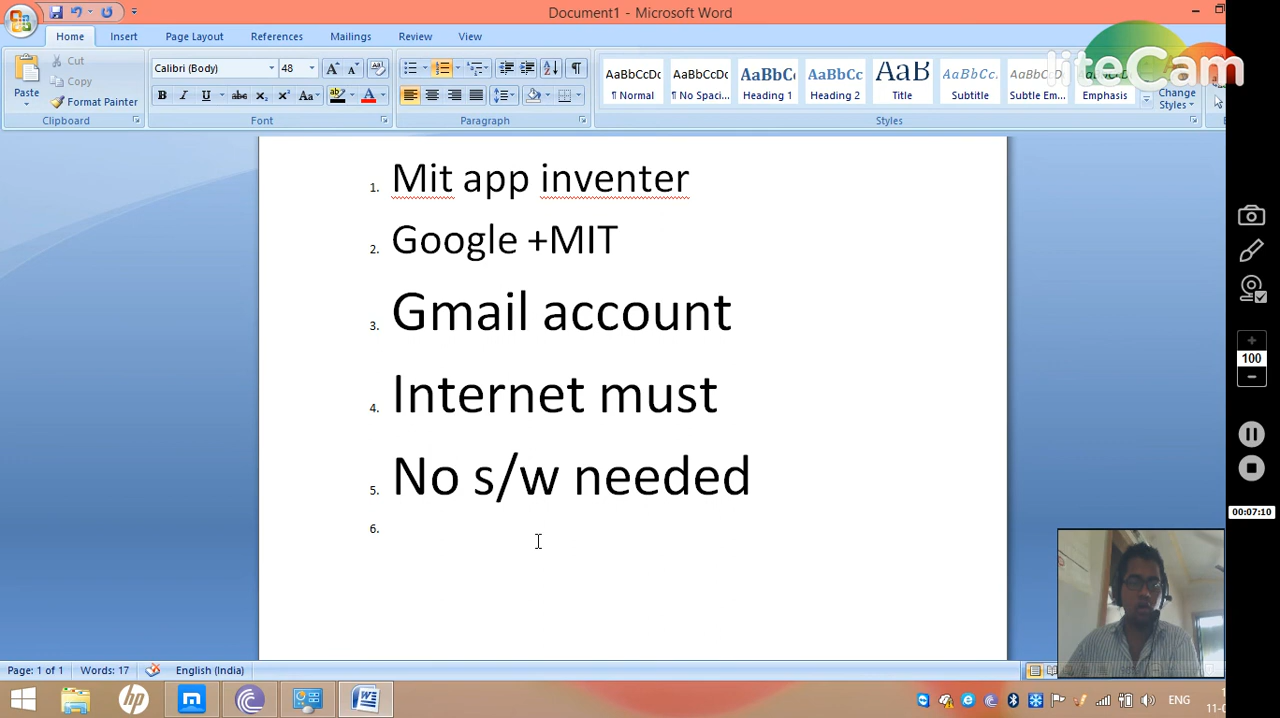 Document1 - Microsoft Word
Home Insert Page Layout References Mailings Review View
liteCam
Paste
Cut
Copy
Format Painter
Clipboard
Calibri (Body) 48
Font
Paragraph
AaBbCcDc AaBbCcDc AaBbC AaBbCc AaB AaBbCc. AaBbCcDc
¶ Normal ¶ No Spaci... Heading 1 Heading 2 Title Subtitle Subtle Em... Emphasis
Change
Styles
Styles
1. Mit app inventer
2. Google +MIT
3. Gmail account
4. Internet must
5. No s/w needed
6.
100
00:07:10
Page: 1 of 1 Words: 17 English (India)
ENG